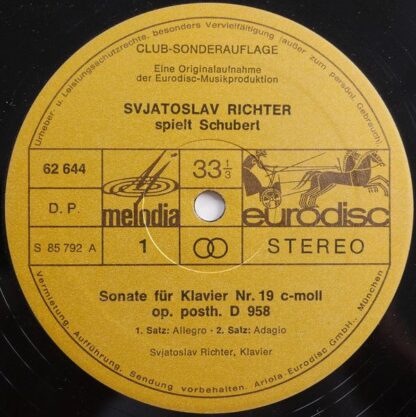 Urheber u. Leistungsschutzrechte, besonders Vervielfältigung (außer zum persönl. Gebrauch),
CLUB-SONDERAUFLAGE
Eine Originalaufnahme
der Eurodisc-Musikproduktion
SVJATOSLAV RICHTER
spielt Schubert
62 644
33 1/3
D. P.
melodia
eurodisc
S 85 792 A
1
STEREO
Sonate für Klavier Nr. 19 c-moll
op. posth. D 958
1. Satz: Allegro · 2. Satz: Adagio
Svjatoslav Richter, Klavier
Vermietung, Aufführung, Sendung vorbehalten. Ariola-Eurodisc GmbH., München